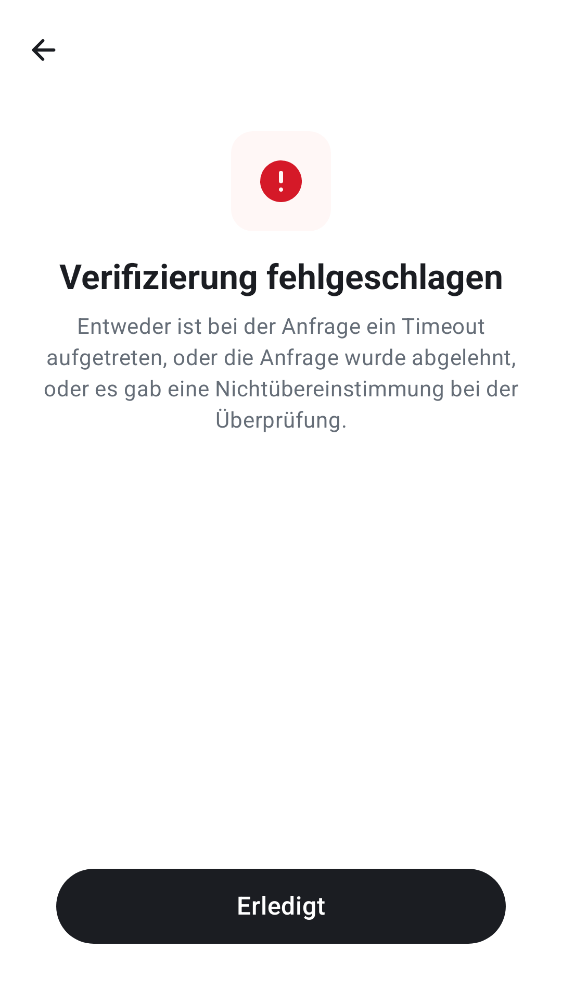 Verifizierung fehlgeschlagen
Entweder ist bei der Anfrage ein Timeout
aufgetreten, oder die Anfrage wurde abgelehnt,
oder es gab eine Nichtübereinstimmung bei der
Überprüfung.
Erledigt